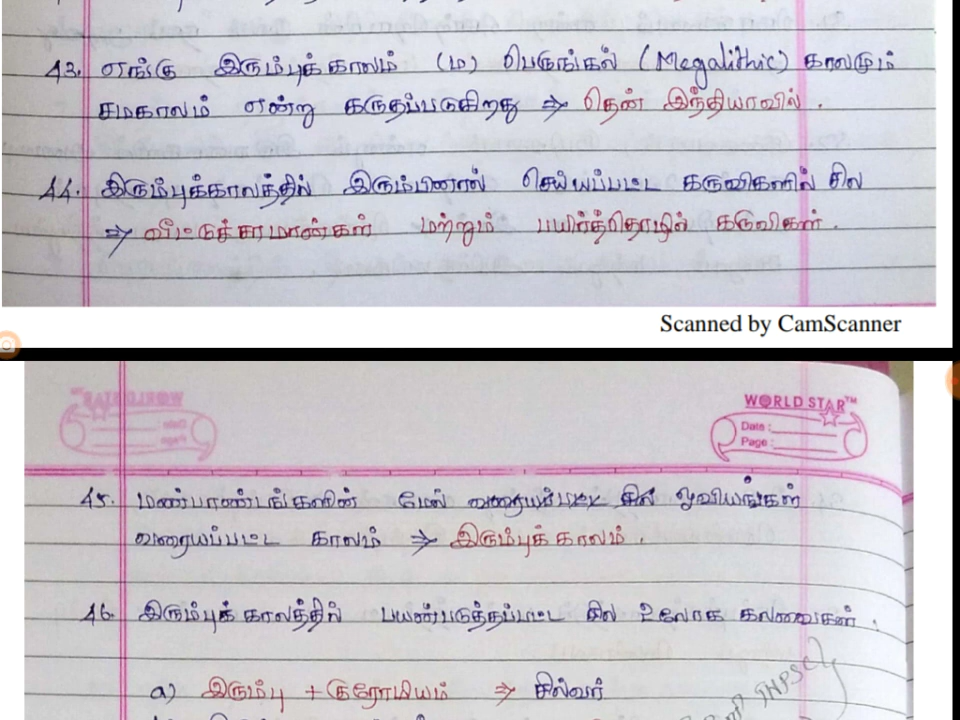 43. எங்கு இரும்புக்காலம் (ம) பெருங்கல் (Megalithic) காலமும்
சமகாலம் என்று கருதப்படுகிறது ⇒ தென் இந்தியாவில் .
44. இரும்புக்காலத்தில் இரும்பினால் செய்யப்பட்ட கருவிகளில் சில
⇒ வீட்டுச்சாமான்கள் மற்றும் பயிர்த்தொழில் கருவிகள் .
Scanned by CamScanner
WORLD STAR™
Date :
Page :
45. மண்பாண்டங்களின் மேல் வரையப்பட்ட சில ஓவியங்கள்
வரையப்பட்ட காலம் ⇒ இரும்புக் காலம் .
46. இரும்புக் காலத்தில் பயன்படுத்தப்பட்ட சில உலோக கலவைகள் .
a) இரும்பு + குரோமியம் ⇒ சில்வர்
TNPSC